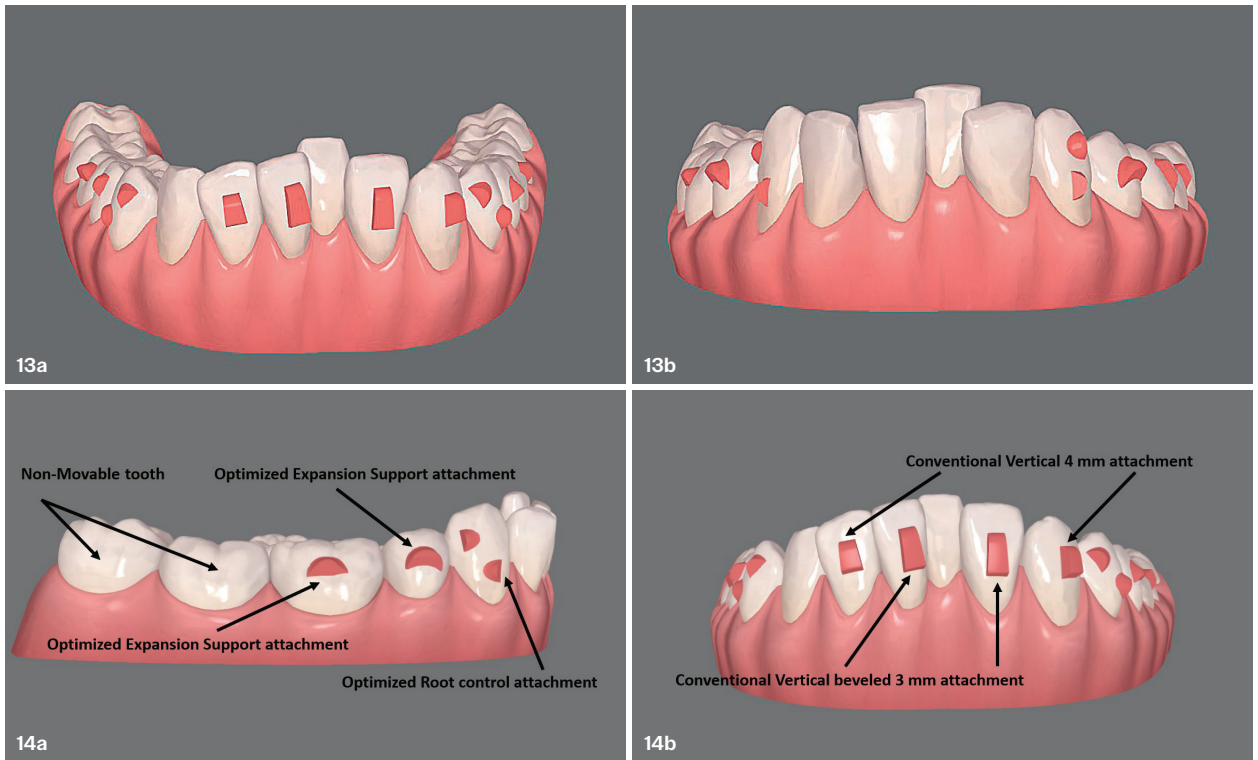 13a
13b
Non-Movable tooth
Optimized Expansion Support attachment
Optimized Expansion Support attachment
Optimized Root control attachment
14a
Conventional Vertical 4 mm attachment
Conventional Vertical beveled 3 mm attachment
14b